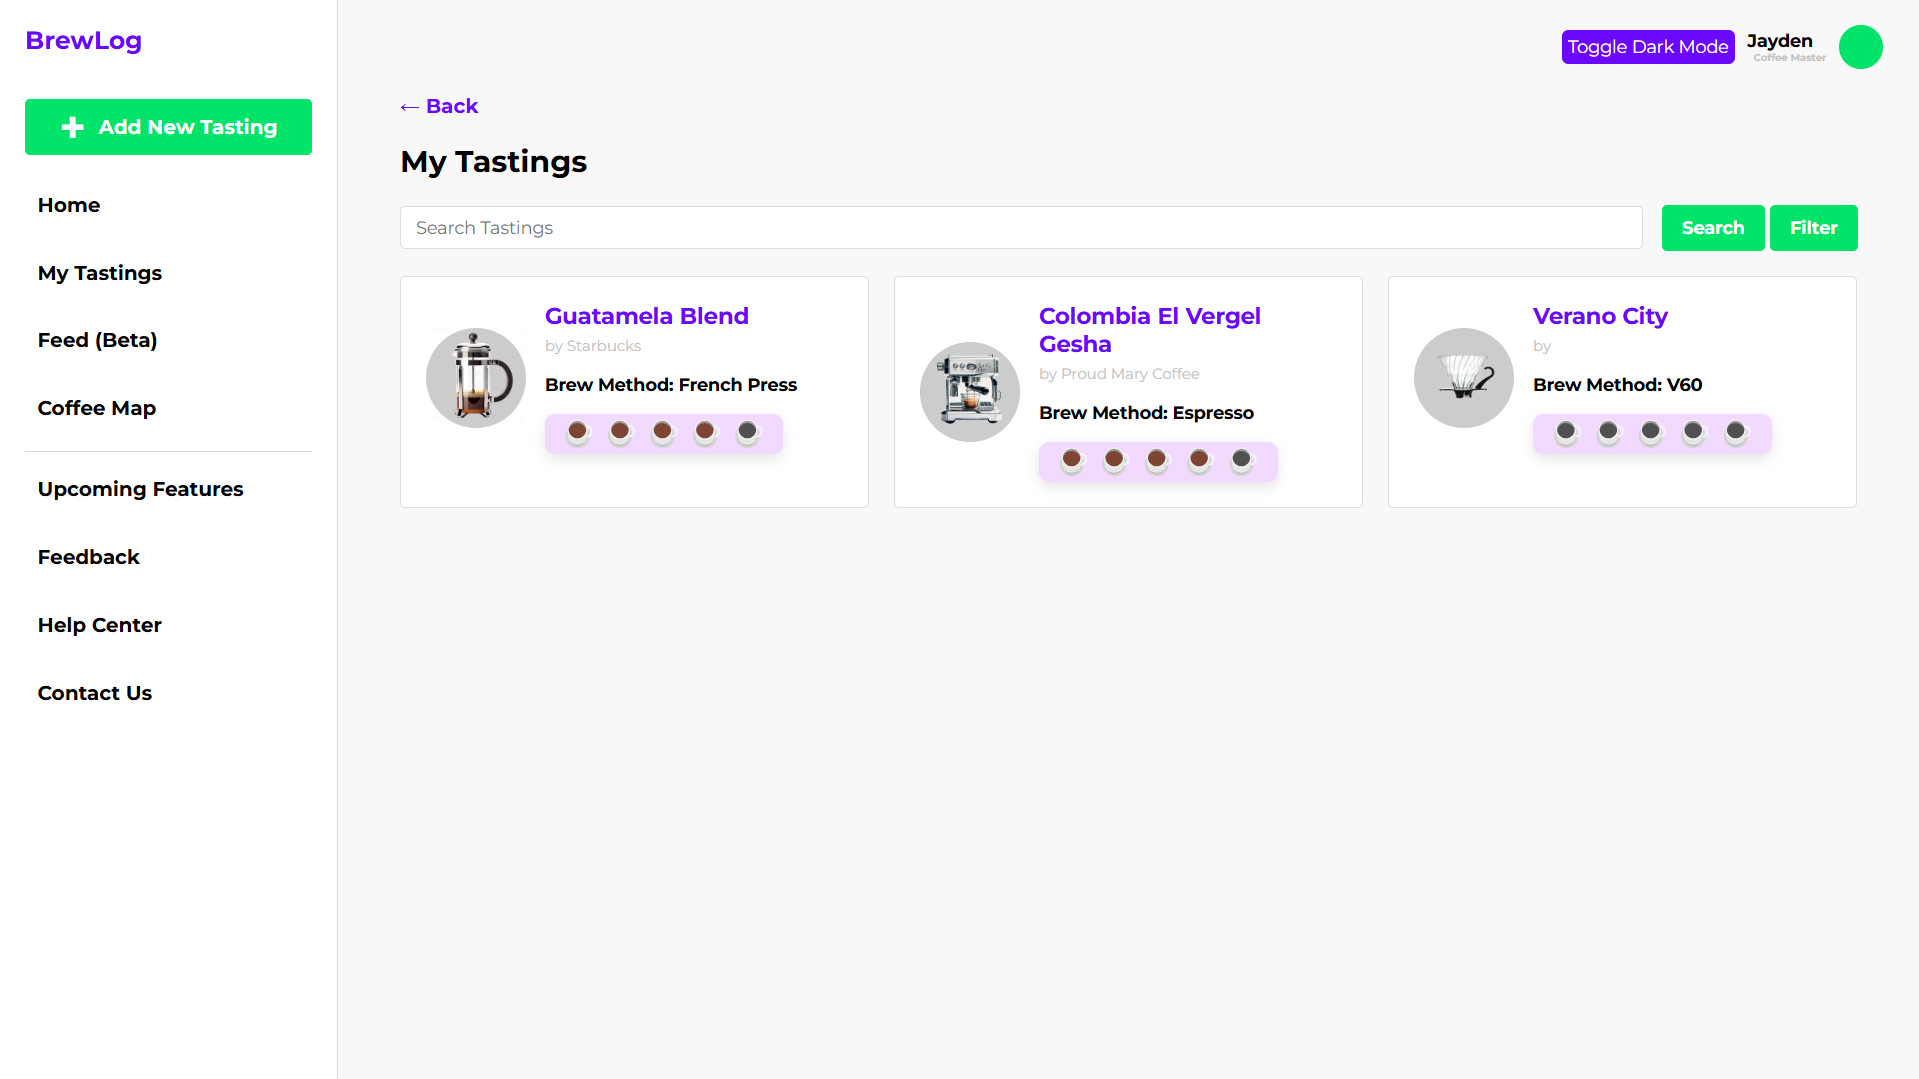 BrewLog
Add New Tasting
Home
My Tastings
Feed (Beta)
Coffee Map
Upcoming Features
Feedback
Help Center
Contact Us
Toggle Dark Mode
Jayden
Coffee Master
← Back
My Tastings
Search Tastings
Search
Filter
Guatamela Blend
by Starbucks
Brew Method: French Press
Colombia El Vergel
Gesha
by Proud Mary Coffee
Brew Method: Espresso
Verano City
by
Brew Method: V60